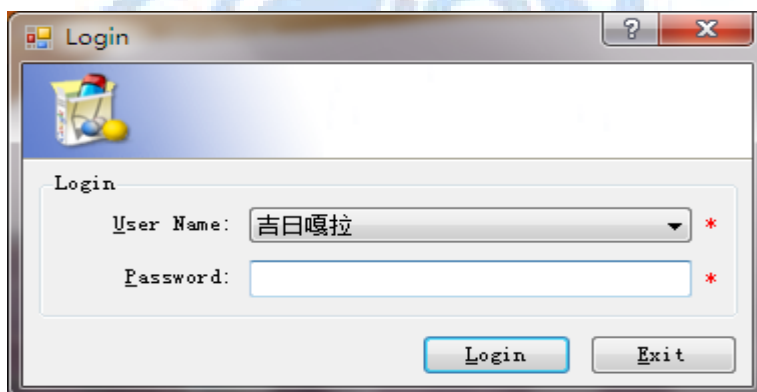 Login
?
Login
User Name: 吉日嘎拉 *
Password: *
Login Exit